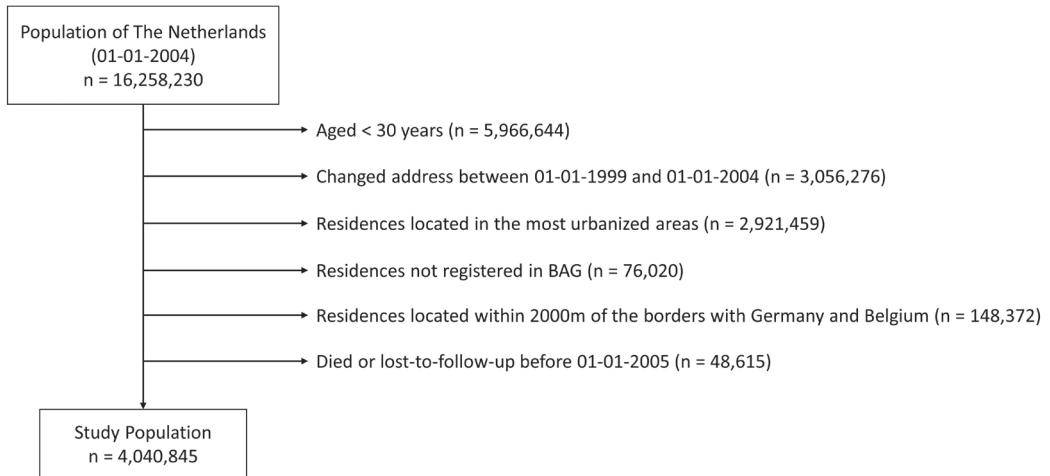 Population of The Netherlands
(01-01-2004)
n = 16,258,230
Aged < 30 years (n = 5,966,644)
Changed address between 01-01-1999 and 01-01-2004 (n = 3,056,276)
Residences located in the most urbanized areas (n = 2,921,459)
Residences not registered in BAG (n = 76,020)
Residences located within 2000m of the borders with Germany and Belgium (n = 148,372)
Died or lost-to-follow-up before 01-01-2005 (n = 48,615)
Study Population
n = 4,040,845